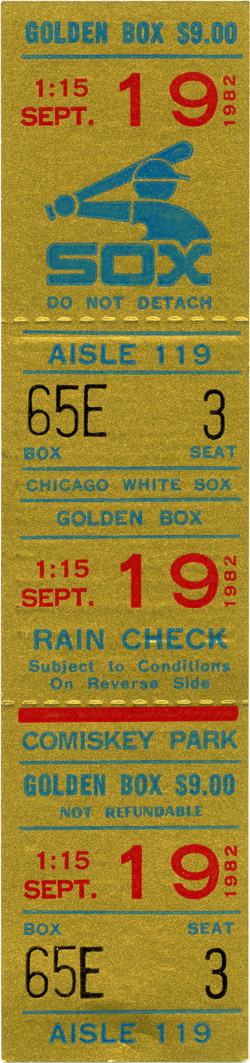 GOLDEN BOX $9.00
1:15 SEPT. 19 1982
SOX
DO NOT DETACH
AISLE 119
65E 3
BOX SEAT
CHICAGO WHITE SOX
GOLDEN BOX
1:15 SEPT. 19 1982
RAIN CHECK
Subject to Conditions
On Reverse Side
COMISKEY PARK
GOLDEN BOX $9.00
NOT REFUNDABLE
1:15 SEPT. 19 1982
BOX SEAT
65E 3
AISLE 119